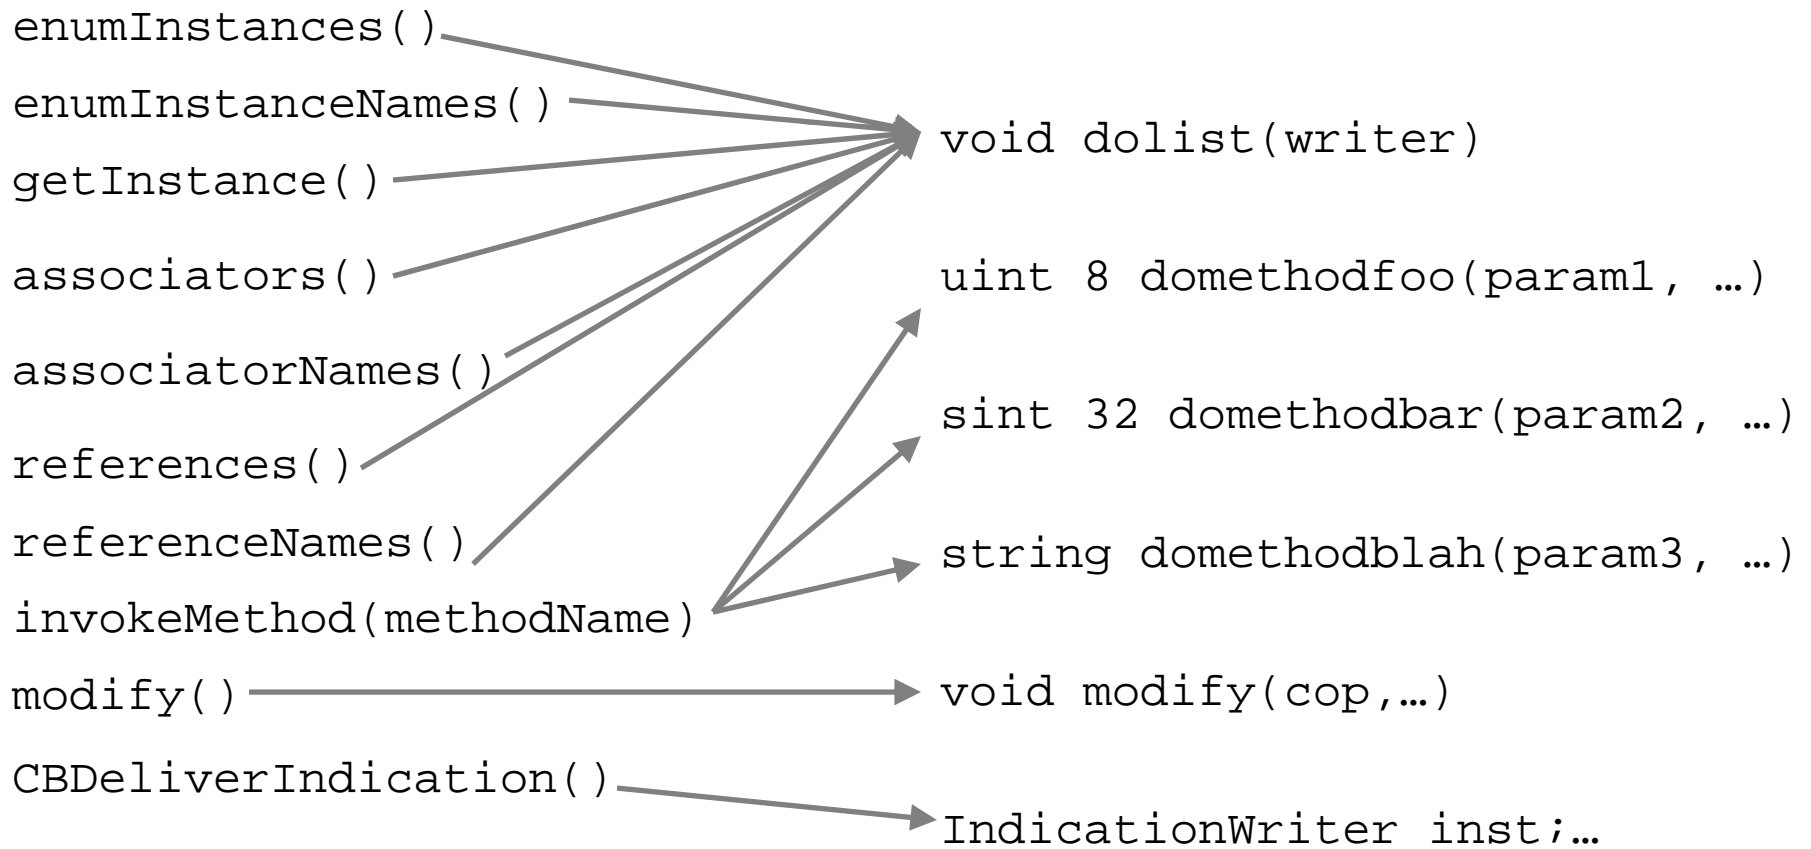 enumInstances()
enumInstanceNames()
getInstance()
associators()
associatorNames()
references()
referenceNames()
invokeMethod(methodName)
modify()
CBDeliverIndication()
void dolist(writer)
uint 8 domethodfoo(param1, …)
sint 32 domethodbar(param2, …)
string domethodblah(param3, …)
void modify(cop,…)
IndicationWriter inst;…